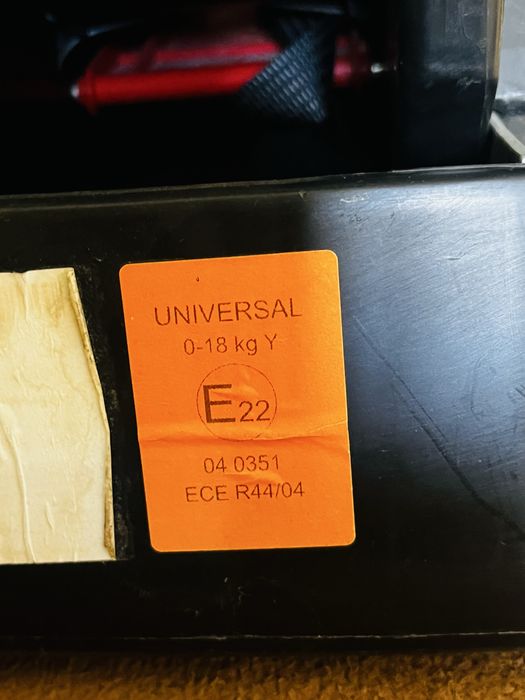 UNIVERSAL
0-18 kg Y
E22
04 0351
ECE R44/04